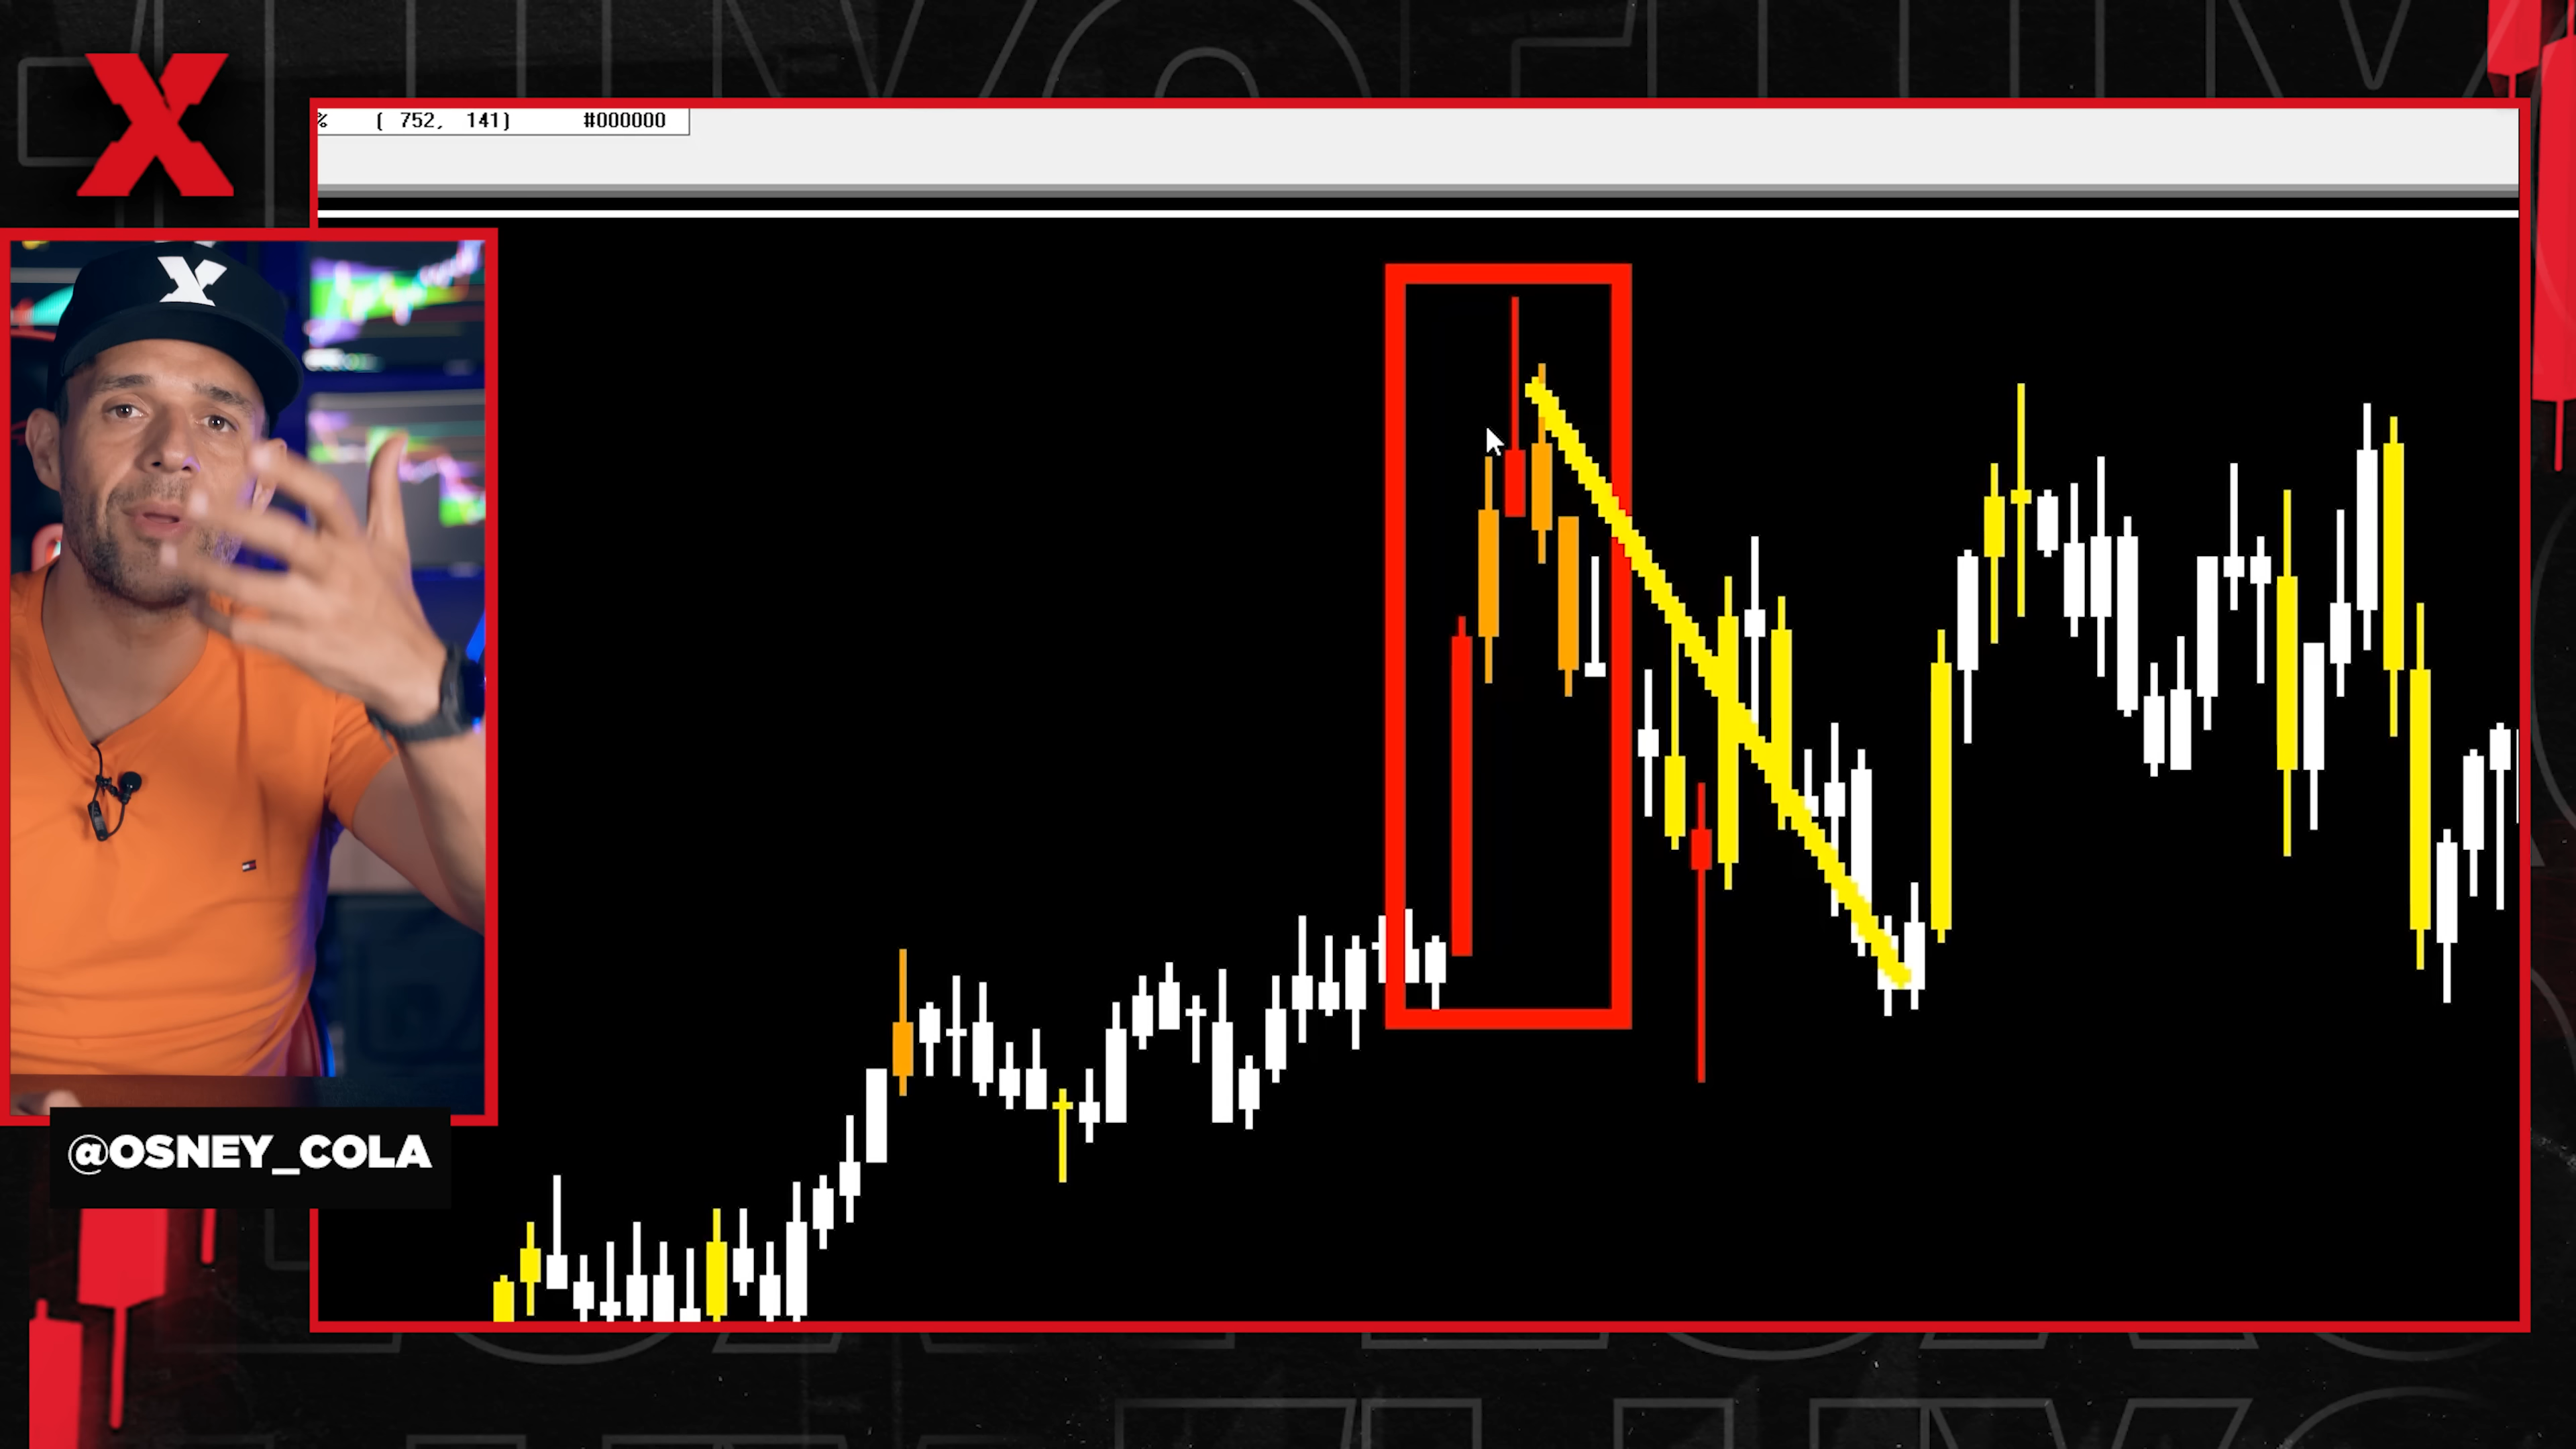 X
% ( 752, 141) #000000
X
@OSNEY_COLA